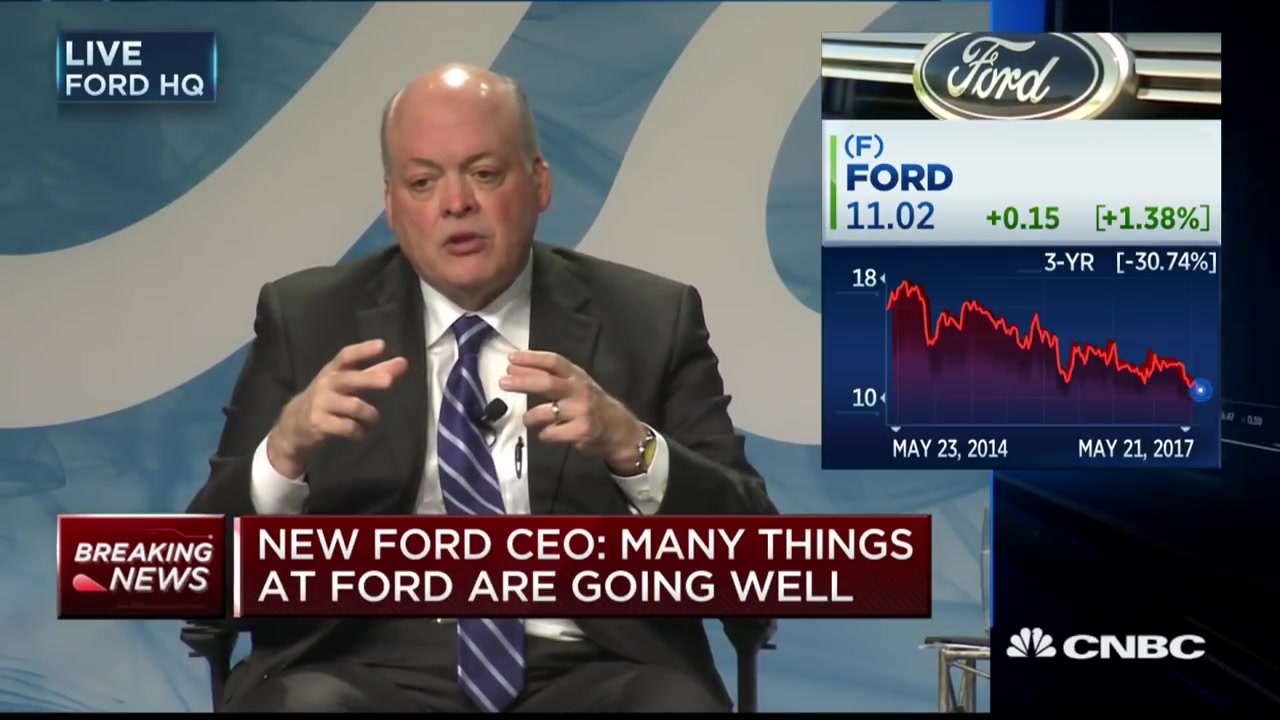 LIVE
FORD HQ
Ford
(F)
FORD
11.02 +0.15 [+1.38%]
3-YR [-30.74%]
18
10
MAY 23, 2014 MAY 21, 2017
BREAKING
NEWS
NEW FORD CEO: MANY THINGS
AT FORD ARE GOING WELL
CNBC